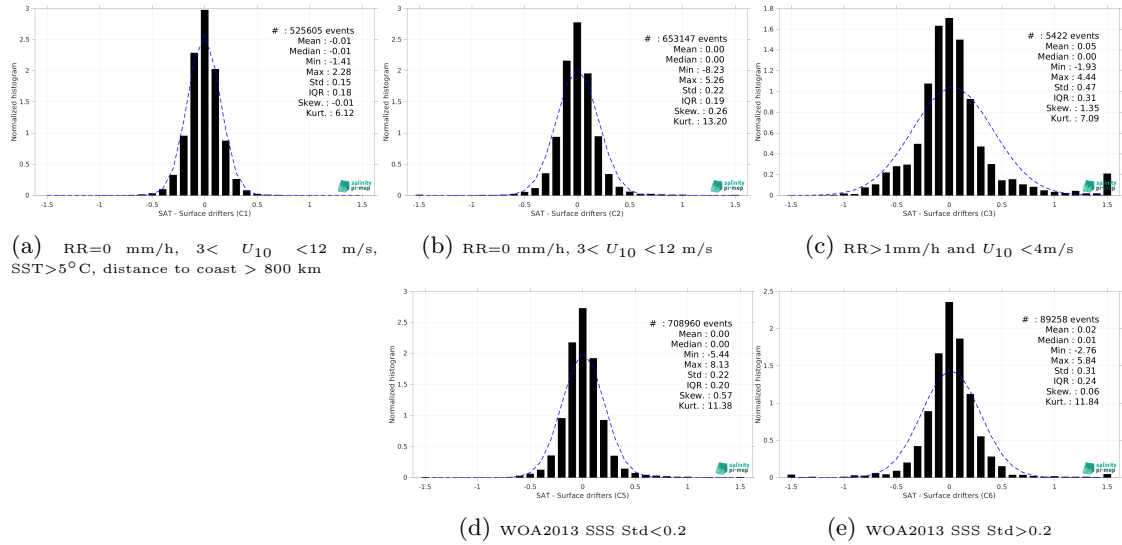 Normalized histogram
3
2.5
2
1.5
1
0.5
0
# : 525605 events
Mean : -0.01
Median : -0.01
Min : -1.41
Max : 2.28
Std : 0.15
IQR : 0.18
Skew. : -0.01
Kurt. : 6.12
salinity
pi-mep
-1.5 -1 -0.5 0 0.5 1 1.5
SAT - Surface drifters (C1)
(a) RR=0 mm/h, 3< U10 <12 m/s,
SST>5°C, distance to coast > 800 km
Normalized histogram
3
2.5
2
1.5
1
0.5
0
# : 653147 events
Mean : 0.00
Median : 0.00
Min : -8.23
Max : 5.26
Std : 0.22
IQR : 0.19
Skew. : 0.26
Kurt. : 13.20
salinity
pi-mep
-1.5 -1 -0.5 0 0.5 1 1.5
SAT - Surface drifters (C2)
(b) RR=0 mm/h, 3< U10 <12 m/s
Normalized histogram
1.8
1.6
1.4
1.2
1
0.8
0.6
0.4
0.2
0
# : 5422 events
Mean : 0.05
Median : 0.00
Min : -1.93
Max : 4.44
Std : 0.47
IQR : 0.31
Skew. : 1.35
Kurt. : 7.09
salinity
pi-mep
-1.5 -1 -0.5 0 0.5 1 1.5
SAT - Surface drifters (C3)
(c) RR>1mm/h and U10 <4m/s
Normalized histogram
3
2.5
2
1.5
1
0.5
0
# : 708960 events
Mean : 0.00
Median : 0.00
Min : -5.44
Max : 8.13
Std : 0.22
IQR : 0.20
Skew. : 0.57
Kurt. : 11.38
salinity
pi-mep
-1.5 -1 -0.5 0 0.5 1 1.5
SAT - Surface drifters (C5)
(d) WOA2013 SSS Std<0.2
Normalized histogram
2.5
2
1.5
1
0.5
0
# : 89258 events
Mean : 0.02
Median : 0.01
Min : -2.76
Max : 5.84
Std : 0.31
IQR : 0.24
Skew. : 0.06
Kurt. : 11.84
salinity
pi-mep
-1.5 -1 -0.5 0 0.5 1 1.5
SAT - Surface drifters (C6)
(e) WOA2013 SSS Std>0.2